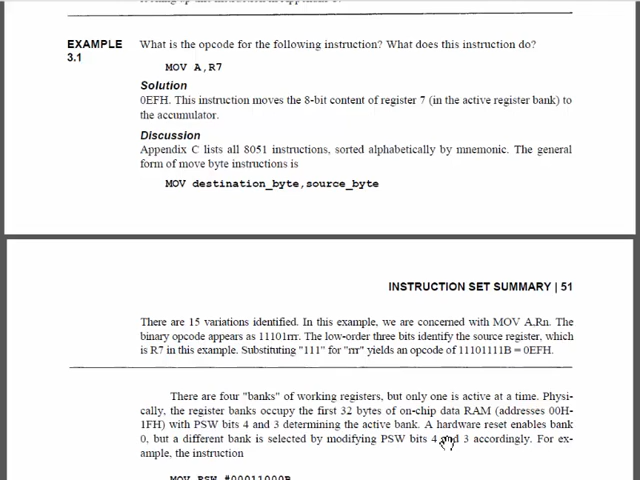 EXAMPLE What is the opcode for the following instruction? What does this instruction do?
3.1
MOV A,R7
Solution
0EFH. This instruction moves the 8-bit content of register 7 (in the active register bank) to
the accumulator.
Discussion
Appendix C lists all 8051 instructions, sorted alphabetically by mnemonic. The general
form of move byte instructions is
MOV destination_byte,source_byte
INSTRUCTION SET SUMMARY | 51
There are 15 variations identified. In this example, we are concerned with MOV A,Rn. The
binary opcode appears as 11101rrr. The low-order three bits identify the source register, which
is R7 in this example. Substituting "111" for "rrr" yields an opcode of 11101111B = 0EFH.
There are four "banks" of working registers, but only one is active at a time. Physi-
cally, the register banks occupy the first 32 bytes of on-chip data RAM (addresses 00H-
1FH) with PSW bits 4 and 3 determining the active bank. A hardware reset enables bank
0, but a different bank is selected by modifying PSW bits 4 and 3 accordingly. For ex-
ample, the instruction
MOV PSW,#00011000B